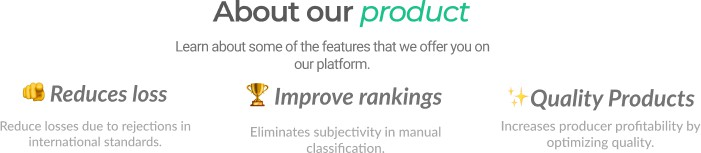 About our product
Learn about some of the features that we offer you on
our platform.
Reduces loss
Reduce losses due to rejections in
international standards.
Improve rankings
Eliminates subjectivity in manual
classification.
Quality Products
Increases producer profitability by
optimizing quality.